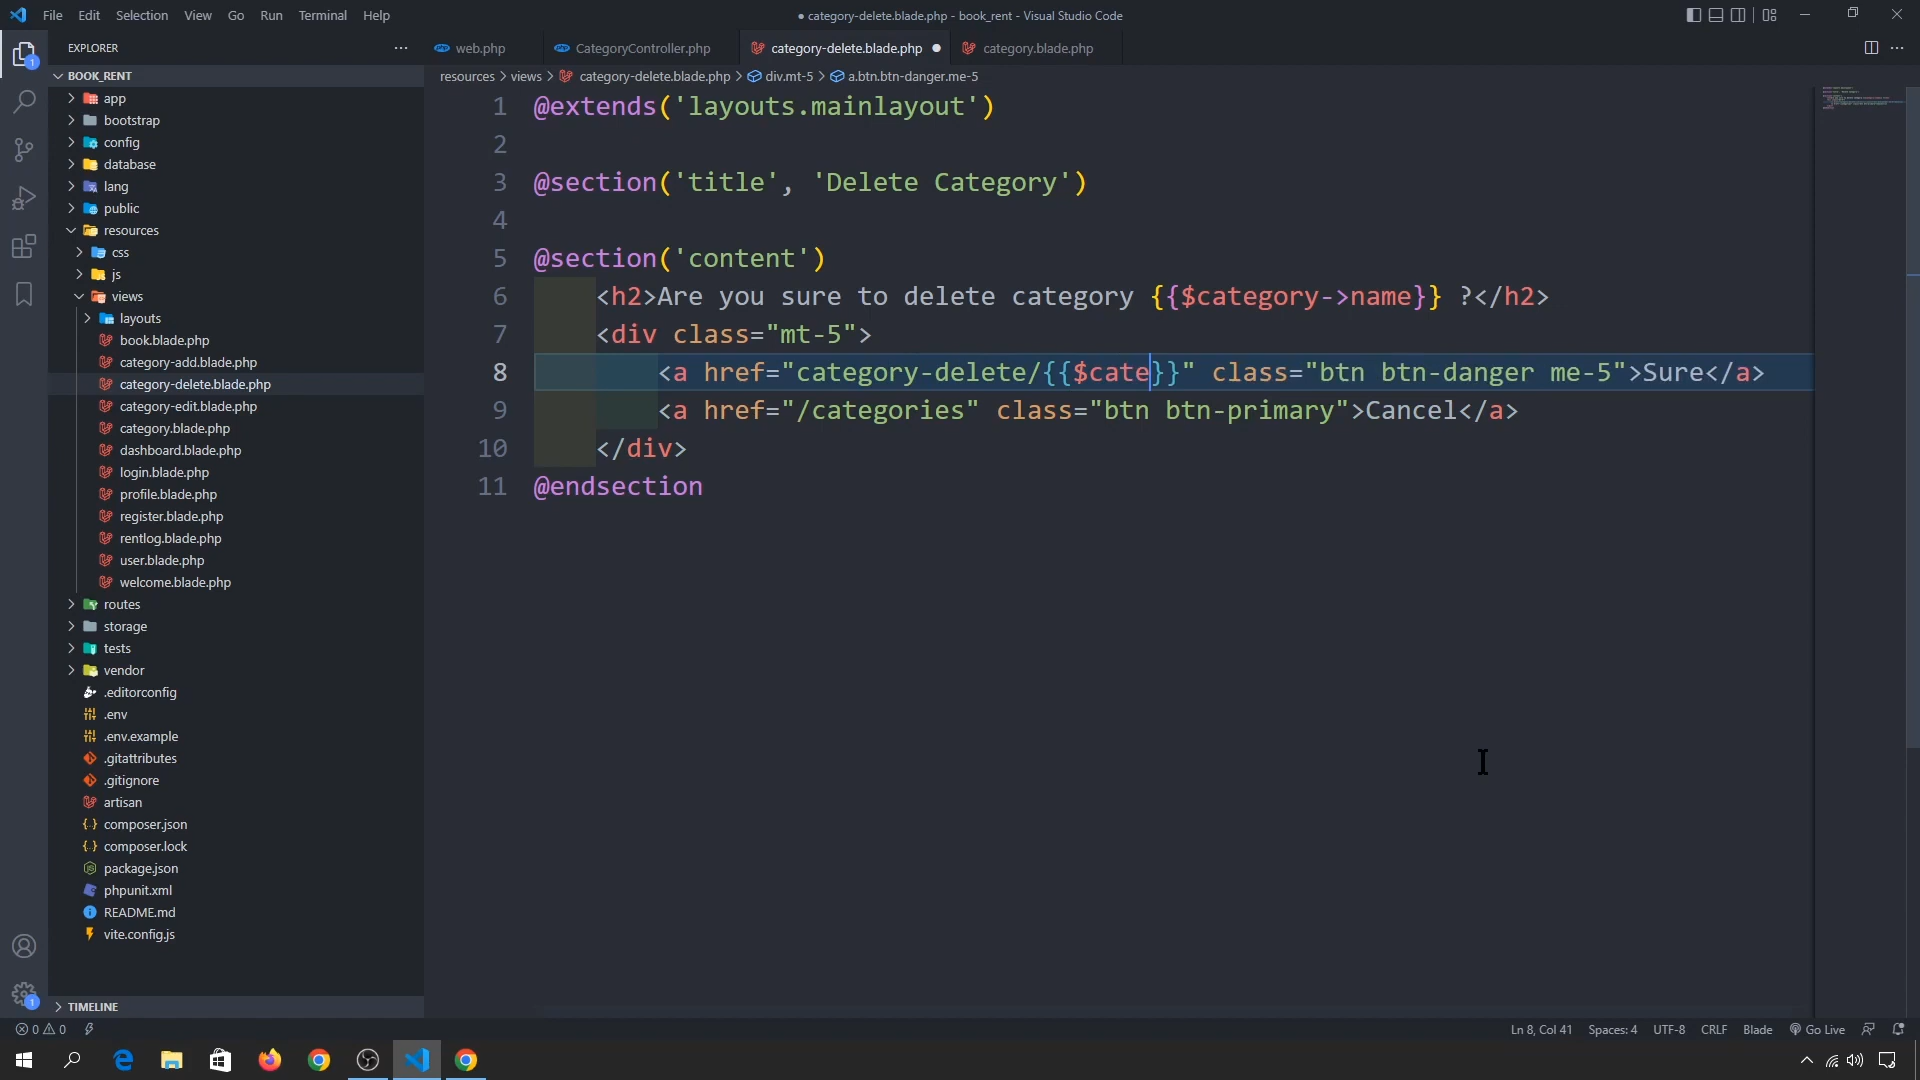 File Edit Selection View Go Run Terminal Help
● category-delete.blade.php - book_rent - Visual Studio Code
EXPLORER
web.php
CategoryController.php
category-delete.blade.php
category.blade.php
BOOK_RENT
resources > views > category-delete.blade.php > div.mt-5 > a.btn.btn-danger.me-5
app
bootstrap
config
database
lang
public
resources
css
js
views
layouts
book.blade.php
category-add.blade.php
category-delete.blade.php
category-edit.blade.php
category.blade.php
dashboard.blade.php
login.blade.php
profile.blade.php
register.blade.php
rentlog.blade.php
user.blade.php
welcome.blade.php
routes
storage
tests
vendor
.editorconfig
.env
.env.example
.gitattributes
.gitignore
artisan
composer.json
composer.lock
package.json
phpunit.xml
README.md
vite.config.js
TIMELINE
1 @extends('layouts.mainlayout')
2
3 @section('title', 'Delete Category')
4
5 @section('content')
6 <h2>Are you sure to delete category {{$category->name}} ?</h2>
7 <div class="mt-5">
8 <a href="category-delete/{{$cate}}" class="btn btn-danger me-5">Sure</a>
9 <a href="/categories" class="btn btn-primary">Cancel</a>
10 </div>
11 @endsection
1
1
0 0
Ln 8, Col 41 Spaces: 4 UTF-8 CRLF Blade Go Live